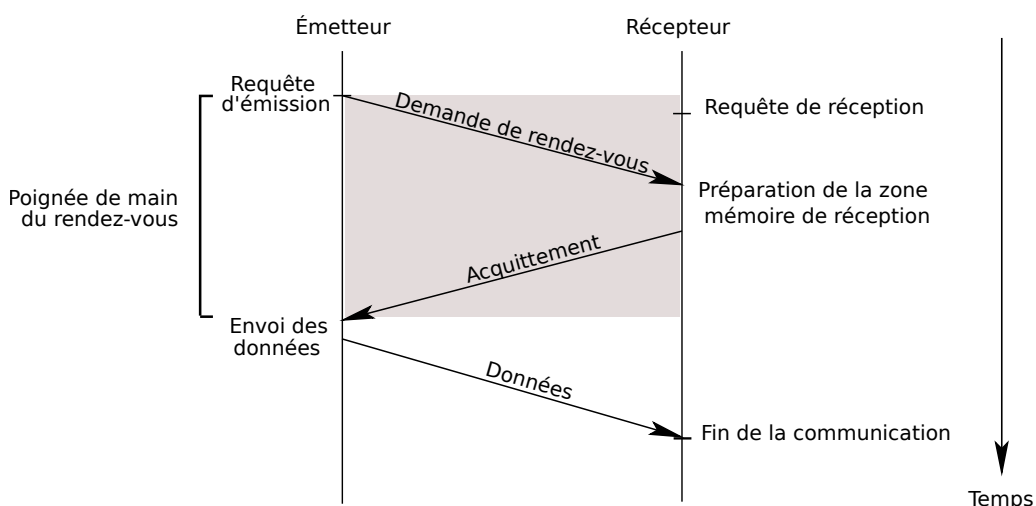 Émetteur
Récepteur
Requête
d'émission
Demande de rendez-vous
Requête de réception
Poignée de main
du rendez-vous
Préparation de la zone
mémoire de réception
Acquittement
Envoi des
données
Données
Fin de la communication
Temps